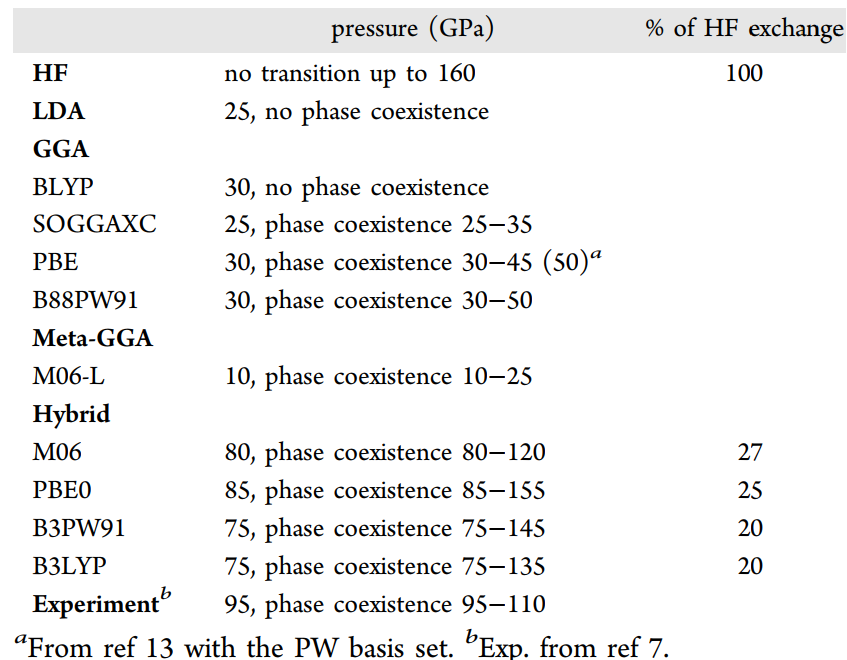 pressure (GPa) % of HF exchange
HF no transition up to 160 100
LDA 25, no phase coexistence
GGA
BLYP 30, no phase coexistence
SOGGAXC 25, phase coexistence 25−35
PBE 30, phase coexistence 30−45 (50)a
B88PW91 30, phase coexistence 30−50
Meta-GGA
M06-L 10, phase coexistence 10−25
Hybrid
M06 80, phase coexistence 80−120 27
PBE0 85, phase coexistence 85−155 25
B3PW91 75, phase coexistence 75−145 20
B3LYP 75, phase coexistence 75−135 20
Experimentb 95, phase coexistence 95−110
aFrom ref 13 with the PW basis set. bExp. from ref 7.